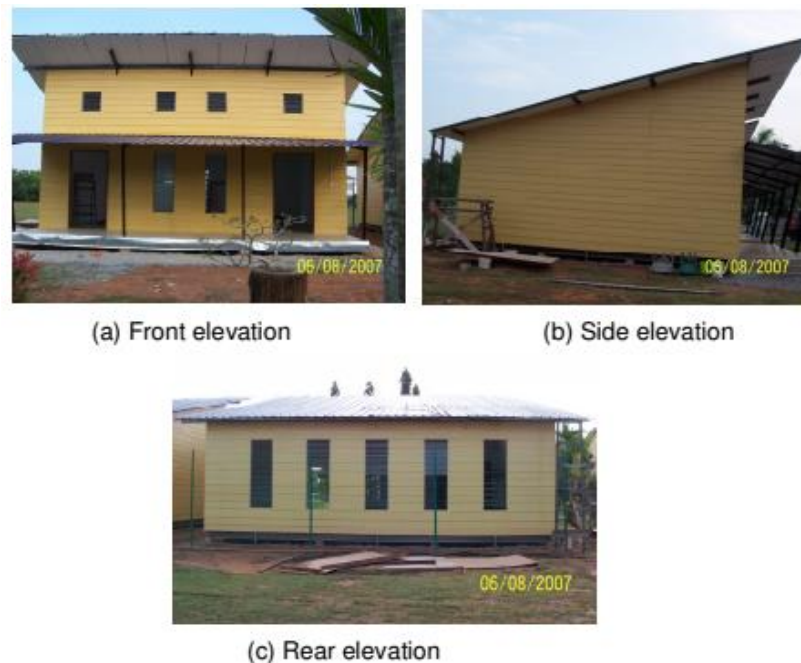 06/08/2007
06/08/2007
(a) Front elevation
(b) Side elevation
06/08/2007
(c) Rear elevation